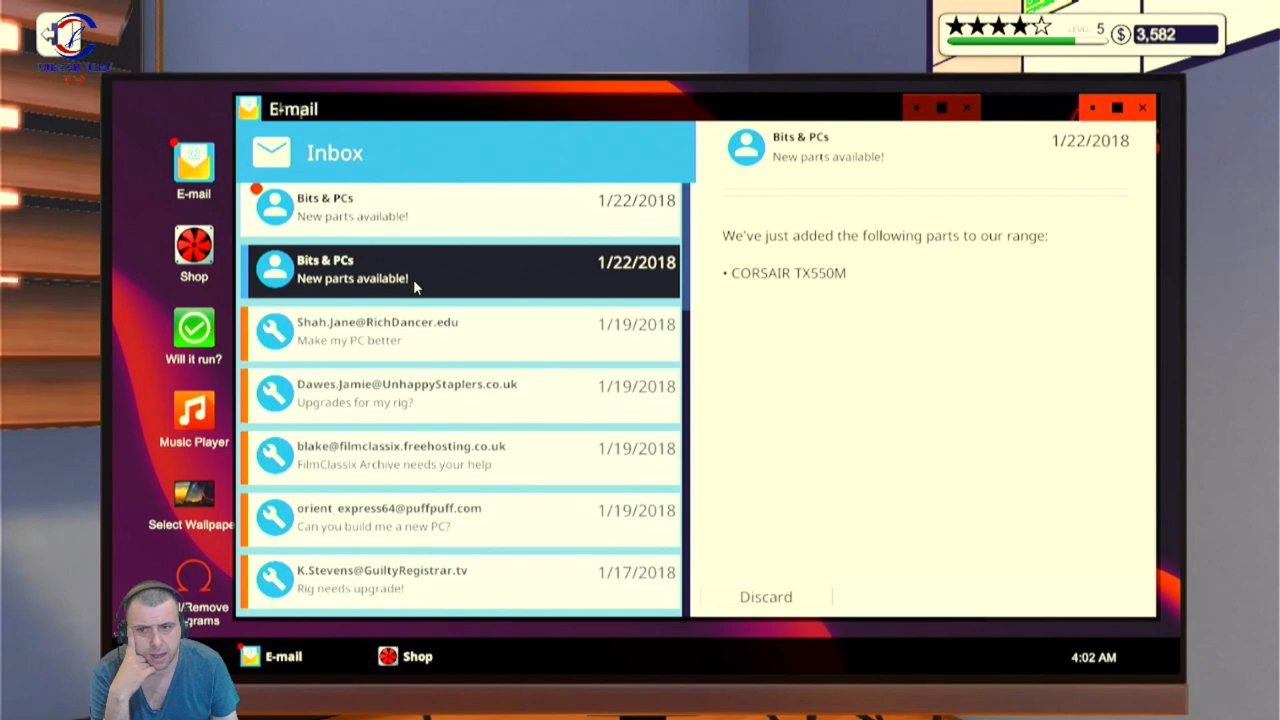 LEVEL 5 $ 3,582
E-mail
Inbox
Bits & PCs 1/22/2018
New parts available!
Bits & PCs 1/22/2018
New parts available!
Shah.Jane@RichDancer.edu 1/19/2018
Make my PC better
Dawes.Jamie@UnhappyStaplers.co.uk 1/19/2018
Upgrades for my rig?
blake@filmclassix.freehosting.co.uk 1/19/2018
FilmClassix Archive needs your help
orient_express64@puffpuff.com 1/19/2018
Can you build me a new PC?
K.Stevens@GuiltyRegistrar.tv 1/17/2018
Rig needs upgrade!
Bits & PCs 1/22/2018
New parts available!
We've just added the following parts to our range:
• CORSAIR TX550M
Discard
E-mail
Shop
Will it run?
Music Player
Select Wallpape
l/Remove
grams
E-mail
Shop
4:02 AM